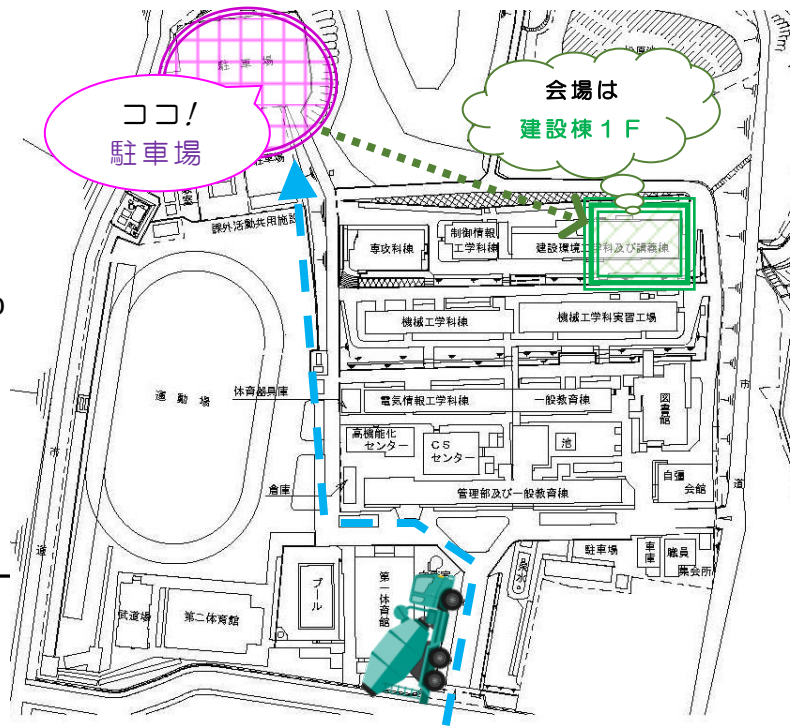 駐車場
ココ!
駐車場
会場は
建設棟１Ｆ
課外活動共用施設
専攻科棟
制御情報
工学科棟
建設環境工学科及び講義棟
機械工学科棟
機械工学科実習工場
運動場
体育器具庫
電気情報工学科棟
一般教育棟
図書館
高機能化
センター
ＣＳ
センター
池
倉庫
管理部及び一般教育棟
自彊
会館
市道
市道
駐車場
車庫
職員
集会所
泉水
プール
第一体育館
武道場
第二体育館